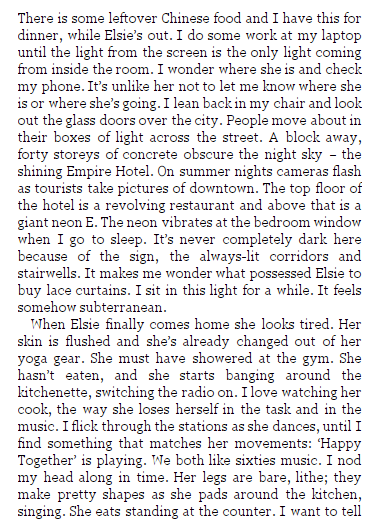 There is some leftover Chinese food and I have this for
dinner, while Elsie’s out. I do some work at my laptop
until the light from the screen is the only light coming
from inside the room. I wonder where she is and check
my phone. It’s unlike her not to let me know where she
is or where she’s going. I lean back in my chair and look
out the glass doors over the city. People move about in
their boxes of light across the street. A block away,
forty storeys of concrete obscure the night sky – the
shining Empire Hotel. On summer nights cameras flash
as tourists take pictures of downtown. The top floor of
the hotel is a revolving restaurant and above that is a
giant neon E. The neon vibrates at the bedroom window
when I go to sleep. It’s never completely dark here
because of the sign, the always-lit corridors and
stairwells. It makes me wonder what possessed Elsie to
buy lace curtains. I sit in this light for a while. It feels
somehow subterranean.
When Elsie finally comes home she looks tired. Her
skin is flushed and she’s already changed out of her
yoga gear. She must have showered at the gym. She
hasn’t eaten, and she starts banging around the
kitchenette, switching the radio on. I love watching her
cook, the way she loses herself in the task and in the
music. I flick through the stations as she dances, until I
find something that matches her movements: ‘Happy
Together’ is playing. We both like sixties music. I nod
my head along in time. Her legs are bare, lithe; they
make pretty shapes as she pads around the kitchen,
singing. She eats standing at the counter. I want to tell